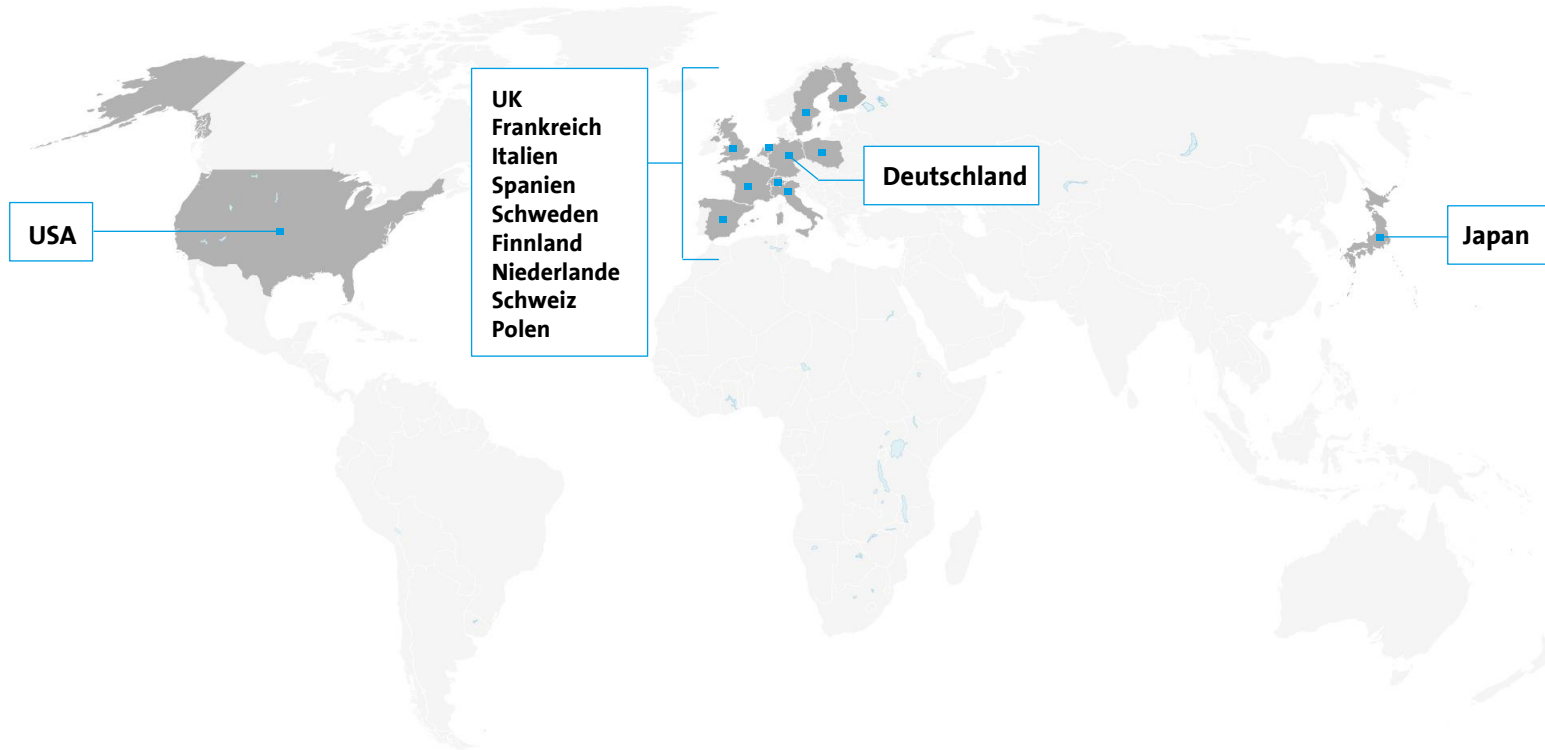 USA
UK
Frankreich
Italien
Spanien
Schweden
Finnland
Niederlande
Schweiz
Polen
Deutschland
Japan